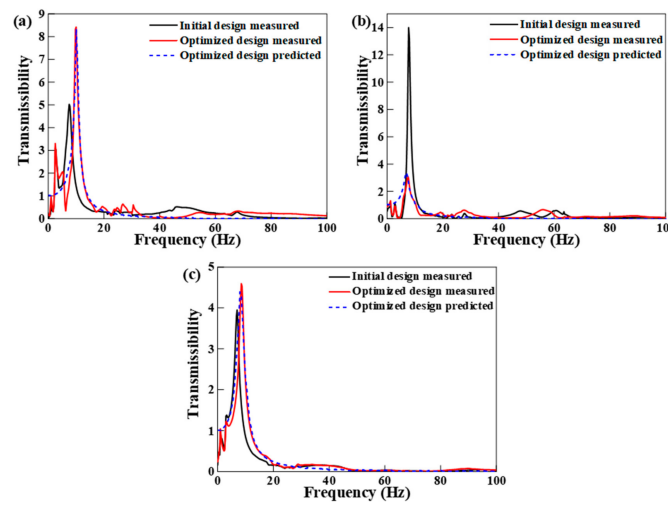 (a)
Initial design measured
Optimized design measured
Optimized design predicted
Transmissibility
9
8
7
6
5
4
3
2
1
0
0 20 40 60 80 100
Frequency (Hz)
(b)
Initial design measured
Optimized design measured
Optimized design predicted
Transmissibility
14
12
10
8
6
4
2
0
0 20 40 60 80 100
Frequency (Hz)
(c)
Initial design measured
Optimized design measured
Optimized design predicted
Transmissibility
5
4
3
2
1
0
0 20 40 60 80 100
Frequency (Hz)